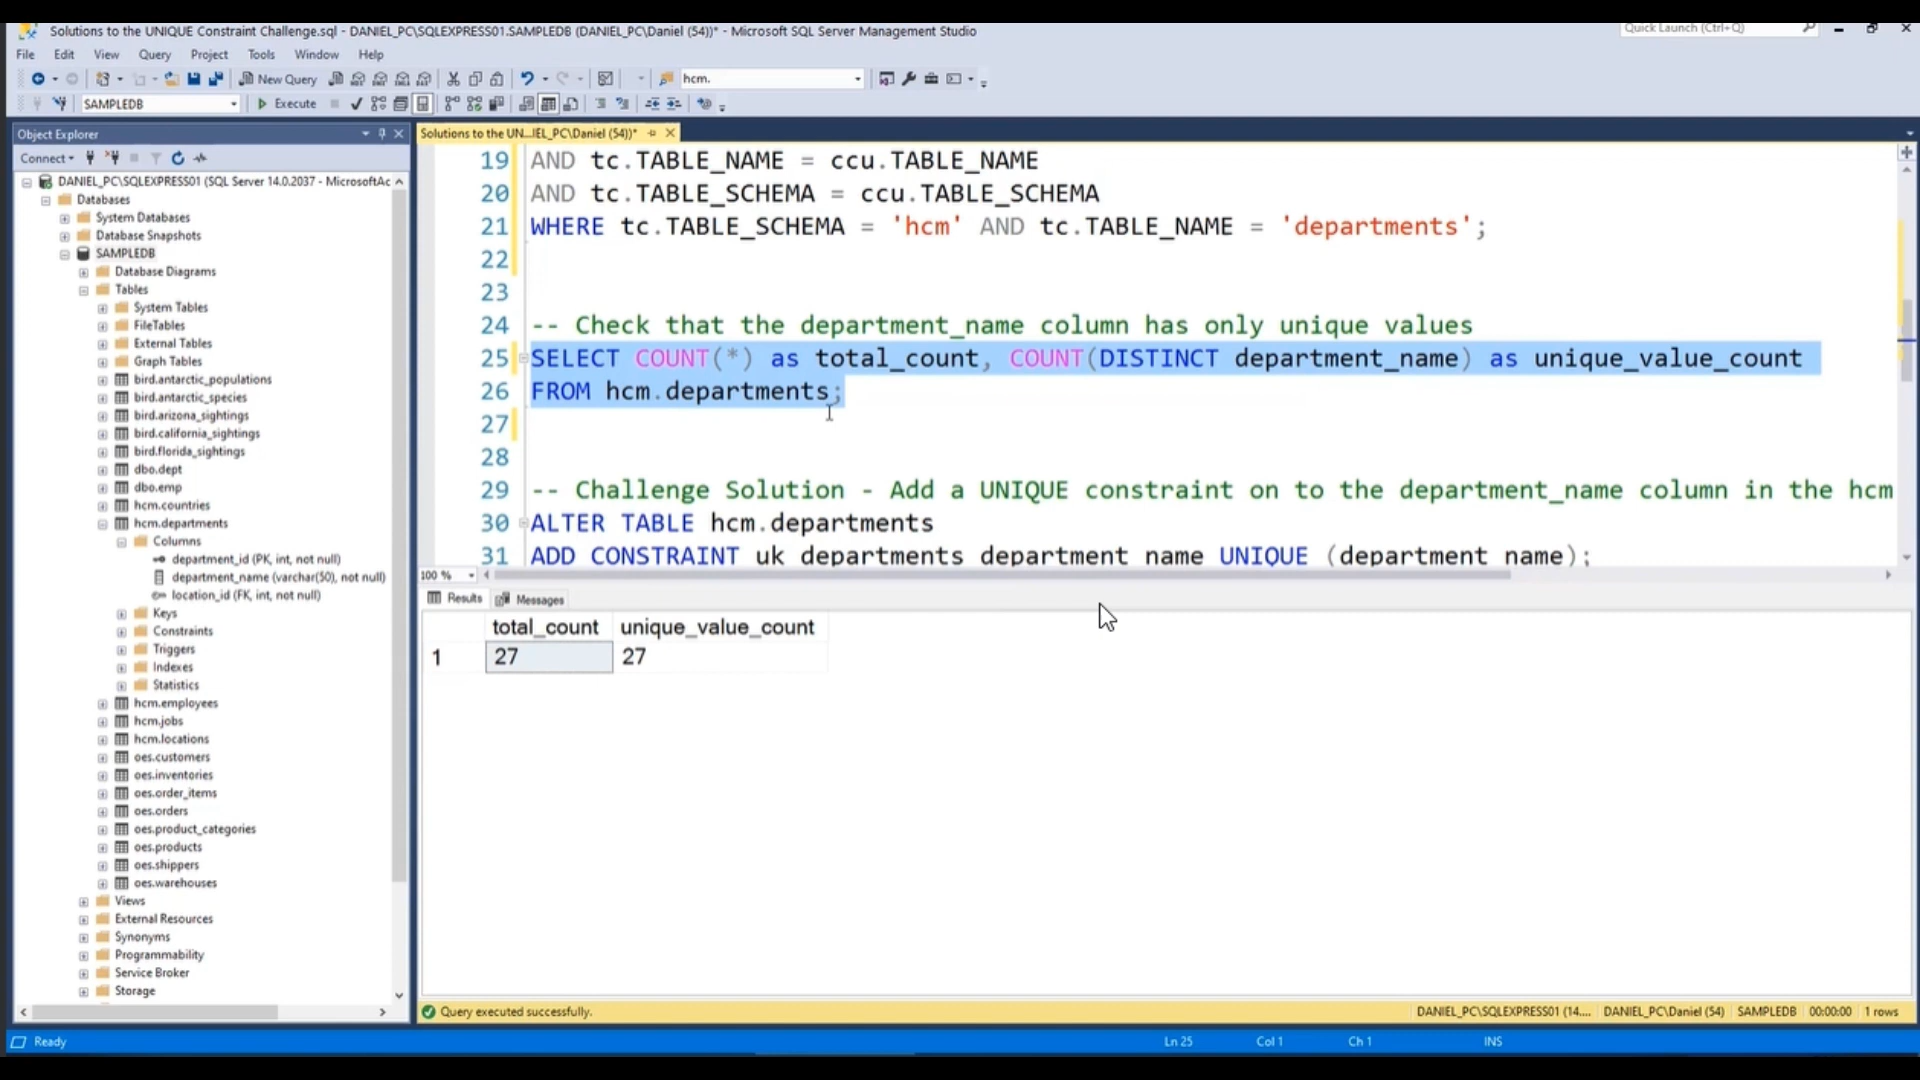 Solutions to the UNIQUE Constraint Challenge.sql - DANIEL_PC\SQLEXPRESS01.SAMPLEDB (DANIEL_PC\Daniel (54))* - Microsoft SQL Server Management Studio
Quick Launch (Ctrl+Q)
File Edit View Query Project Tools Window Help
New Query
hcm.
SAMPLEDB
Execute
Object Explorer
Connect
DANIEL_PC\SQLEXPRESS01 (SQL Server 14.0.2037 - MicrosoftAc
Databases
System Databases
Database Snapshots
SAMPLEDB
Database Diagrams
Tables
System Tables
FileTables
External Tables
Graph Tables
bird.antarctic_populations
bird.antarctic_species
bird.arizona_sightings
bird.california_sightings
bird.florida_sightings
dbo.dept
dbo.emp
hcm.countries
hcm.departments
Columns
department_id (PK, int, not null)
department_name (varchar(50), not null)
location_id (FK, int, not null)
Keys
Constraints
Triggers
Indexes
Statistics
hcm.employees
hcm.jobs
hcm.locations
oes.customers
oes.inventories
oes.order_items
oes.orders
oes.product_categories
oes.products
oes.shippers
oes.warehouses
Views
External Resources
Synonyms
Programmability
Service Broker
Storage
Solutions to the UN...IEL_PC\Daniel (54))*
19 AND tc.TABLE_NAME = ccu.TABLE_NAME
20 AND tc.TABLE_SCHEMA = ccu.TABLE_SCHEMA
21 WHERE tc.TABLE_SCHEMA = 'hcm' AND tc.TABLE_NAME = 'departments';
22
23
24 -- Check that the department_name column has only unique values
25 SELECT COUNT(*) as total_count, COUNT(DISTINCT department_name) as unique_value_count
26 FROM hcm.departments;
27
28
29 -- Challenge Solution - Add a UNIQUE constraint on to the department_name column in the hcm
30 ALTER TABLE hcm.departments
31 ADD CONSTRAINT uk_departments_department_name UNIQUE (department_name);
100 %
Results Messages
total_count unique_value_count
1 27 27
Query executed successfully.
DANIEL_PC\SQLEXPRESS01 (14.... DANIEL_PC\Daniel (54) SAMPLEDB 00:00:00 1 rows
Ready
Ln 25 Col 1 Ch 1 INS